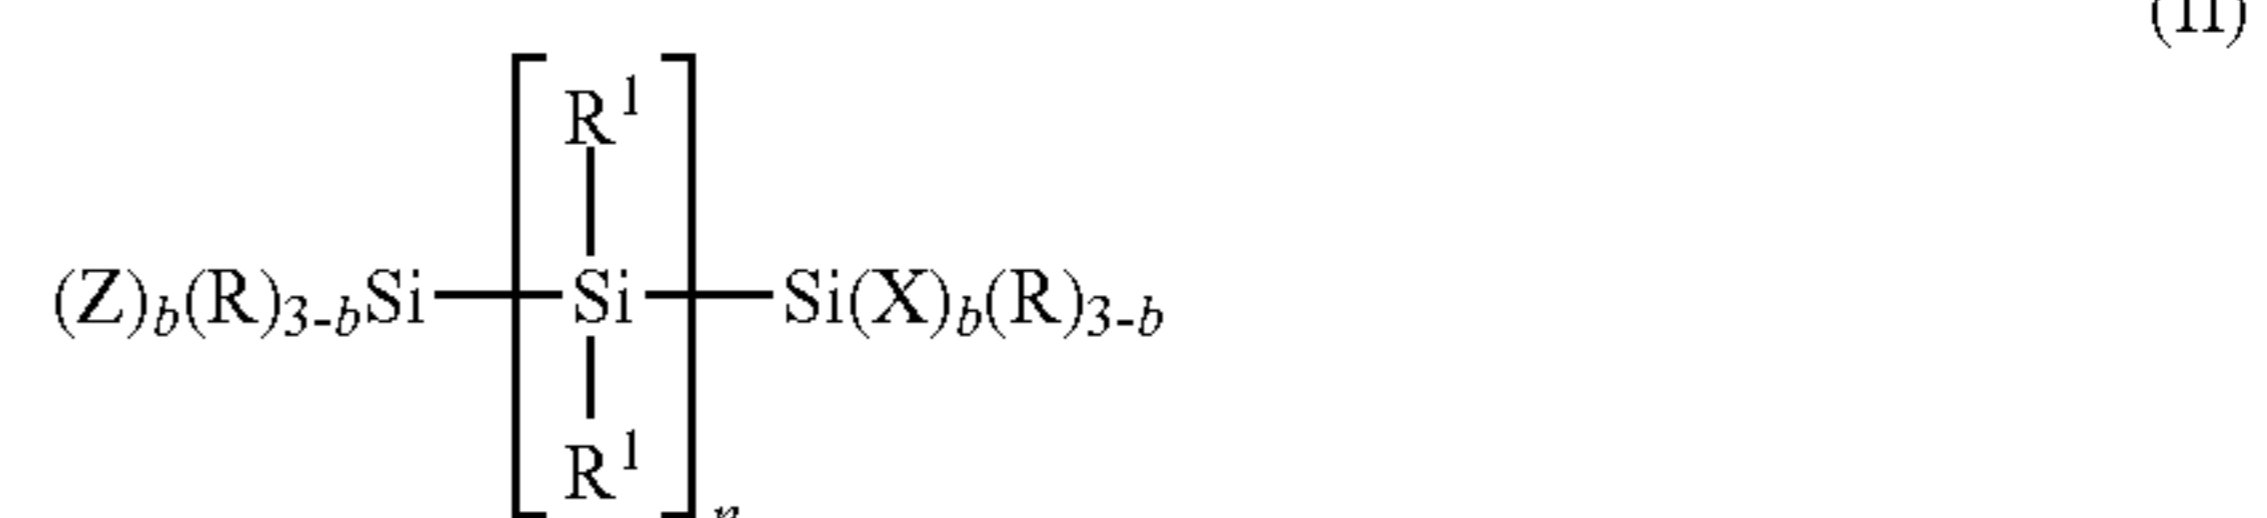 (II)
R¹
(Z)b(R)3-bSi—[Si]—Si(X)b(R)3-b
R¹
n